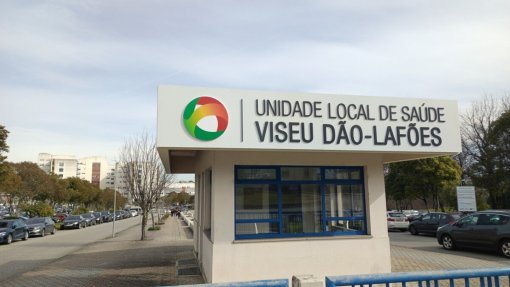 UNIDADE LOCAL DE SAÚDE
VISEU DÃO-LAFÕES